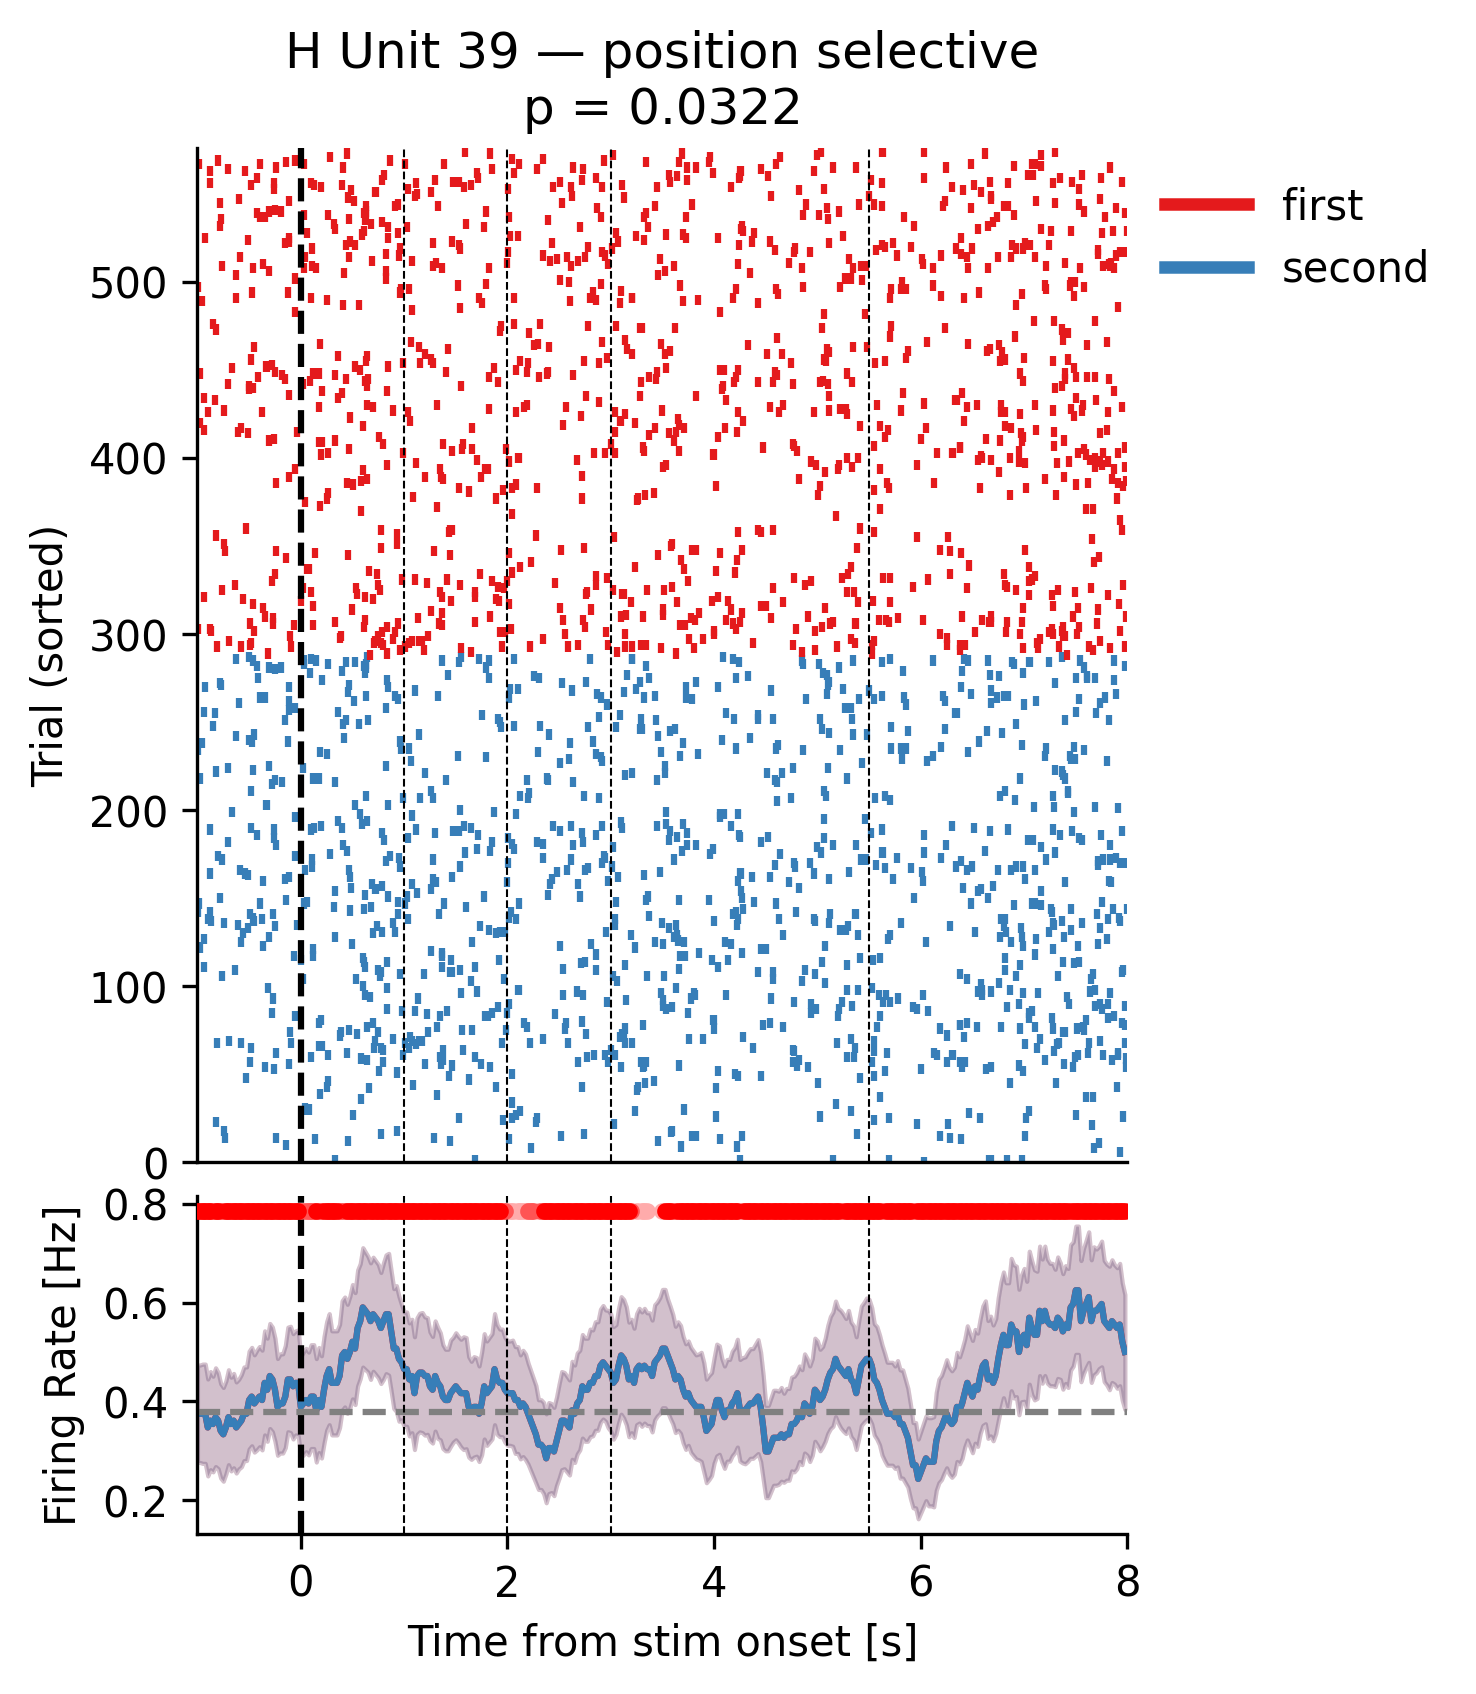 H Unit 39 — position selective
p = 0.0322
first
second
Trial (sorted)
500
400
300
200
100
0
Firing Rate [Hz]
0.8
0.6
0.4
0.2
0 2 4 6 8
Time from stim onset [s]